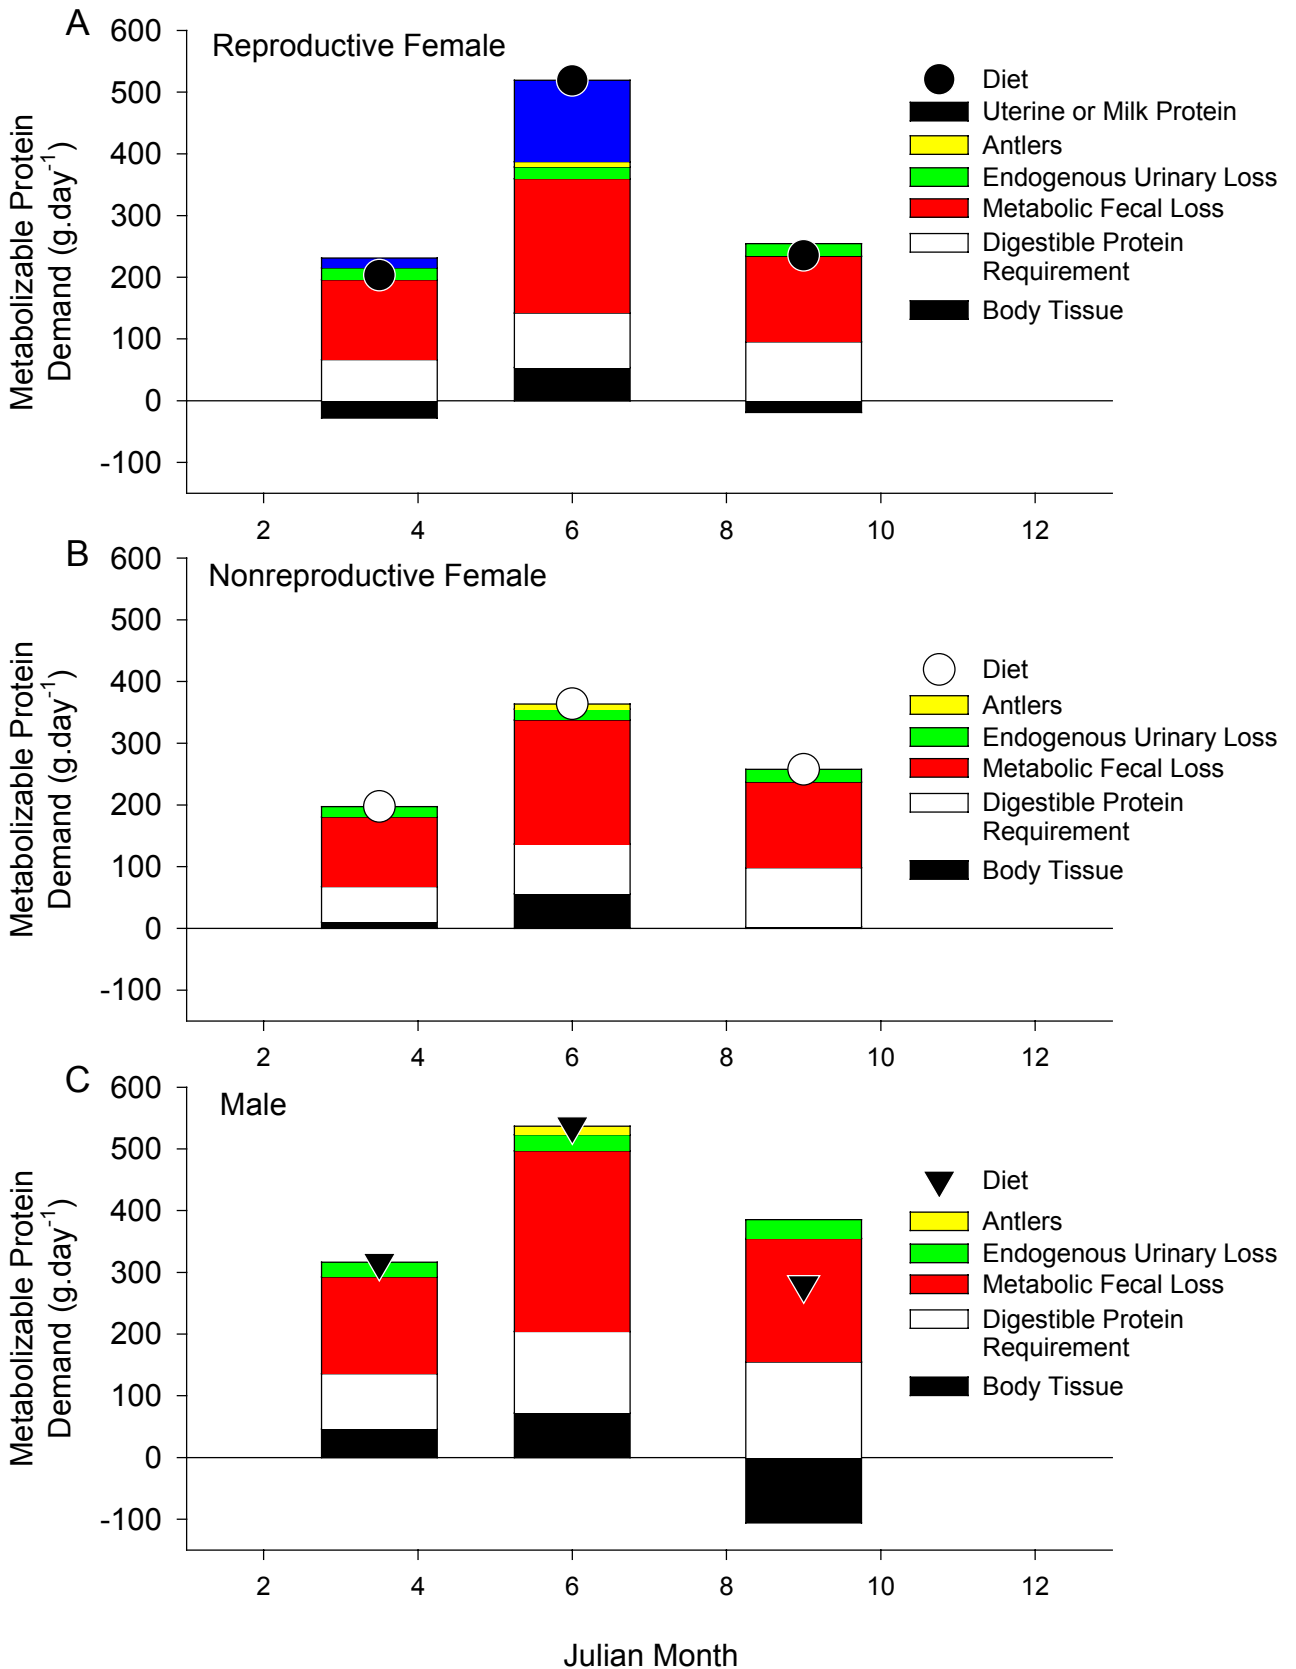 A
Reproductive Female
600
500
400
300
200
100
0
-100
Metabolizable Protein
Demand (g.day-1)
Diet
Uterine or Milk Protein
Antlers
Endogenous Urinary Loss
Metabolic Fecal Loss
Digestible Protein
Requirement
Body Tissue
2 4 6 8 10 12
B
Nonreproductive Female
600
500
400
300
200
100
0
-100
Metabolizable Protein
Demand (g.day-1)
Diet
Antlers
Endogenous Urinary Loss
Metabolic Fecal Loss
Digestible Protein
Requirement
Body Tissue
2 4 6 8 10 12
C
Male
600
500
400
300
200
100
0
-100
Metabolizable Protein
Demand (g.day-1)
Diet
Antlers
Endogenous Urinary Loss
Metabolic Fecal Loss
Digestible Protein
Requirement
Body Tissue
2 4 6 8 10 12
Julian Month